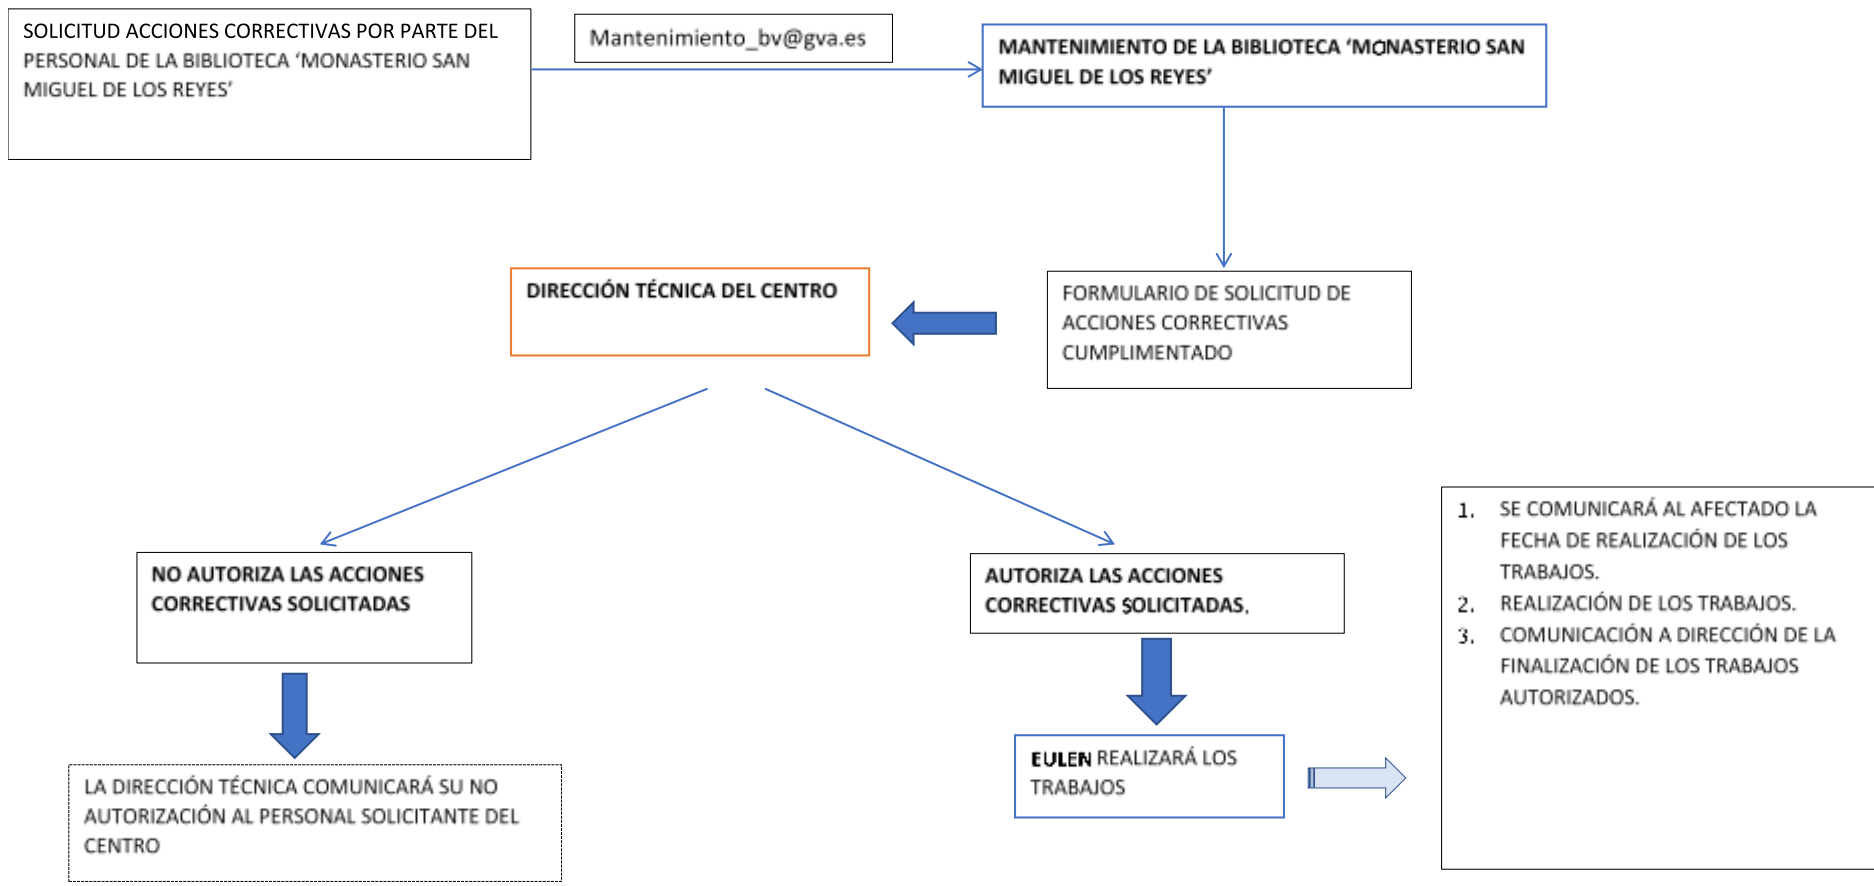 SOLICITUD ACCIONES CORRECTIVAS POR PARTE DEL
PERSONAL DE LA BIBLIOTECA ‘MONASTERIO SAN
MIGUEL DE LOS REYES’
Mantenimiento_bv@gva.es
MANTENIMIENTO DE LA BIBLIOTECA ‘MONASTERIO SAN
MIGUEL DE LOS REYES’
DIRECCIÓN TÉCNICA DEL CENTRO
FORMULARIO DE SOLICITUD DE
ACCIONES CORRECTIVAS
CUMPLIMENTADO
NO AUTORIZA LAS ACCIONES
CORRECTIVAS SOLICITADAS
LA DIRECCIÓN TÉCNICA COMUNICARÁ SU NO
AUTORIZACIÓN AL PERSONAL SOLICITANTE DEL
CENTRO
AUTORIZA LAS ACCIONES
CORRECTIVAS SOLICITADAS.
EULEN REALIZARÁ LOS
TRABAJOS
1. SE COMUNICARÁ AL AFECTADO LA
FECHA DE REALIZACIÓN DE LOS
TRABAJOS.
2. REALIZACIÓN DE LOS TRABAJOS.
3. COMUNICACIÓN A DIRECCIÓN DE LA
FINALIZACIÓN DE LOS TRABAJOS
AUTORIZADOS.